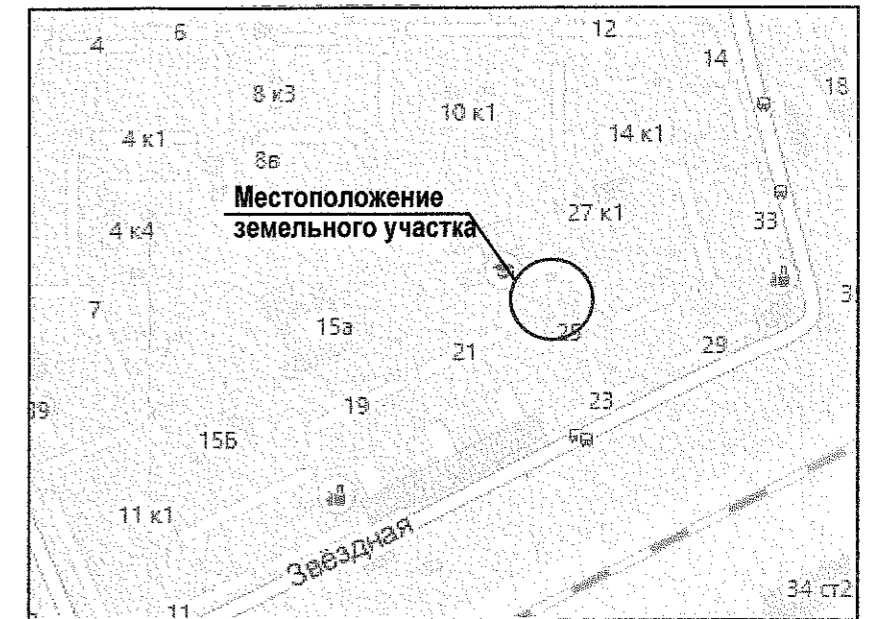 6
12
4
14
18
8 к3
10 к1
14 к1
4 к1
8в
Местоположение
земельного участка
27 к1
33
4 к4
7
15а
25
21
29
19
23
15Б
11 к1
Звёздная
34 ст2
11